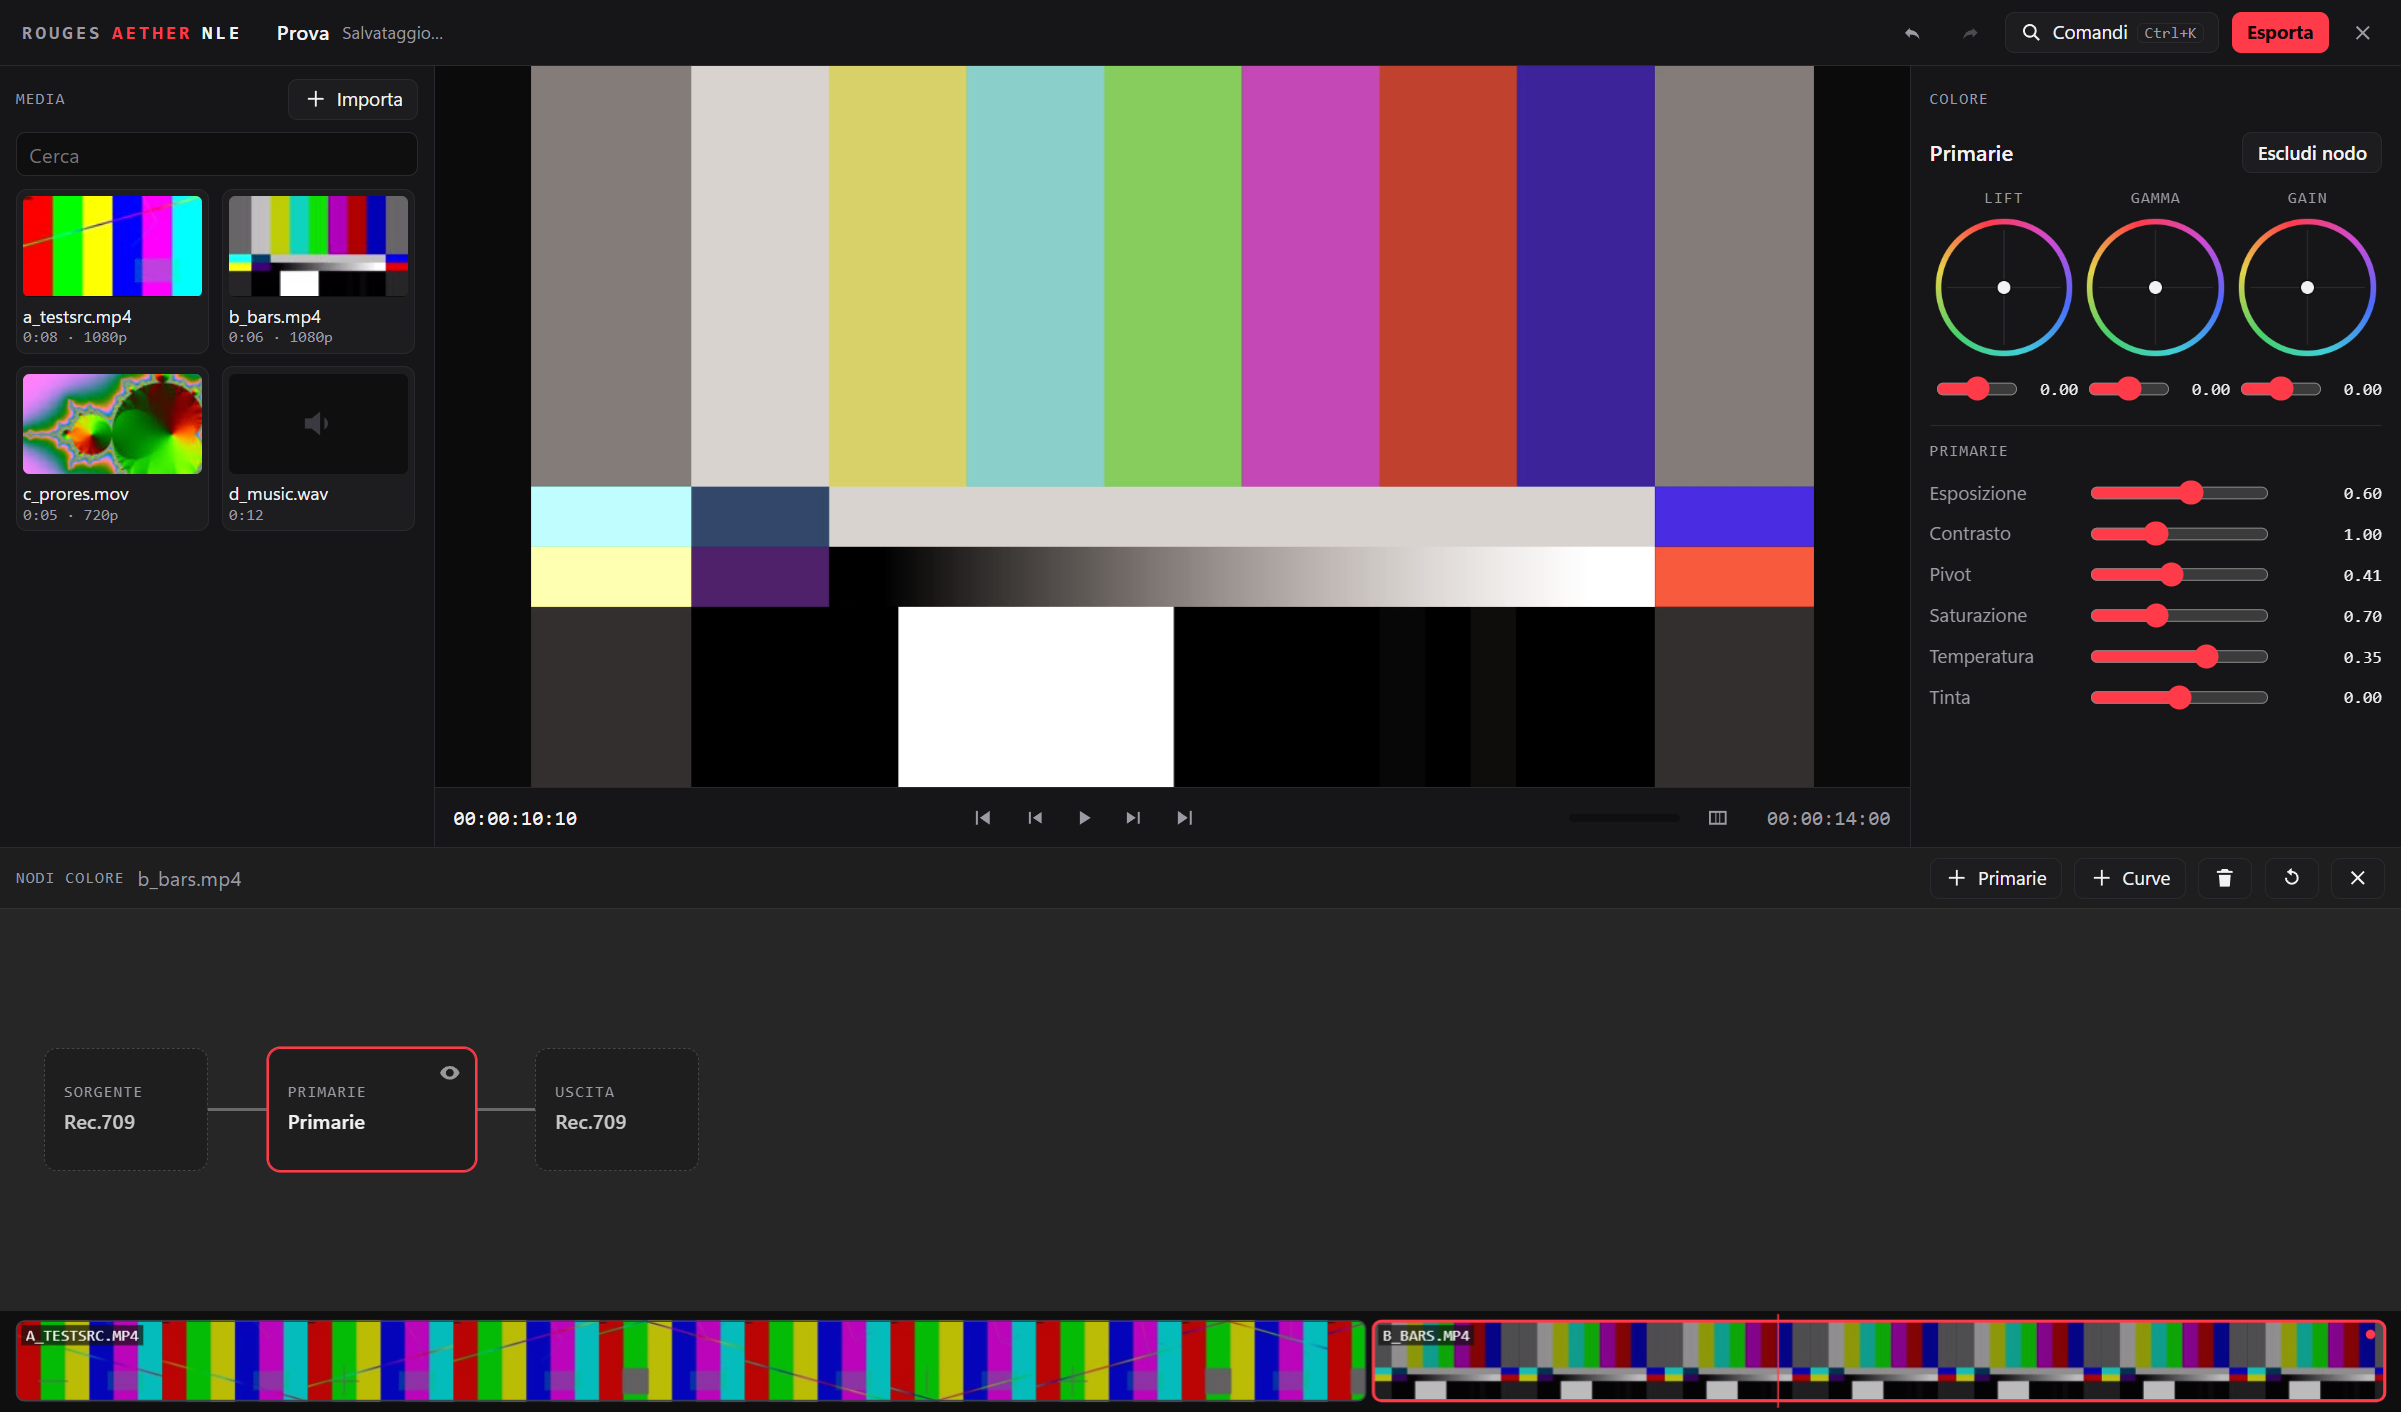 ROUGES AETHER NLE Prova Salvataggio... Comandi Ctrl+K Esporta
MEDIA Importa
Cerca
a_testsrc.mp4
0:08 · 1080p
b_bars.mp4
0:06 · 1080p
c_prores.mov
0:05 · 720p
d_music.wav
0:12
00:00:10:10 00:00:14:00
COLORE
Primarie Escludi nodo
LIFT GAMMA GAIN
0.00 0.00 0.00
PRIMARIE
Esposizione 0.60
Contrasto 1.00
Pivot 0.41
Saturazione 0.70
Temperatura 0.35
Tinta 0.00
NODI COLORE b_bars.mp4 Primarie Curve
SORGENTE
Rec.709
PRIMARIE
Primarie
USCITA
Rec.709
A_TESTSRC.MP4 B_BARS.MP4